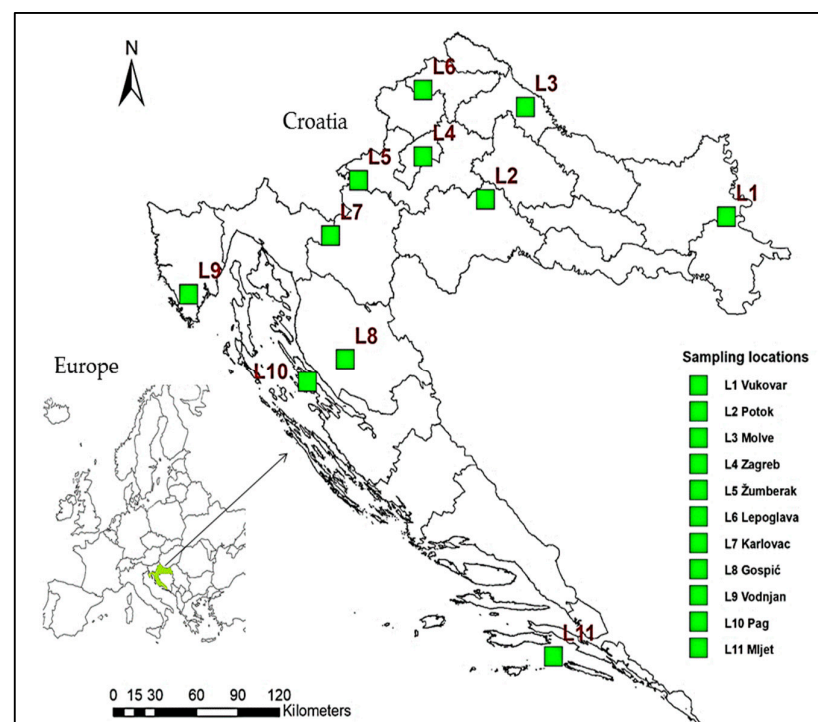 N
L6
L3
Croatia
L4
L5
L2
L1
L7
L9
L8
Europe
L10
Sampling locations
L1 Vukovar
L2 Potok
L3 Molve
L4 Zagreb
L5 Žumberak
L6 Lepoglava
L7 Karlovac
L8 Gospić
L9 Vodnjan
L10 Pag
L11 Mljet
L11
0 15 30 60 90 120
Kilometers